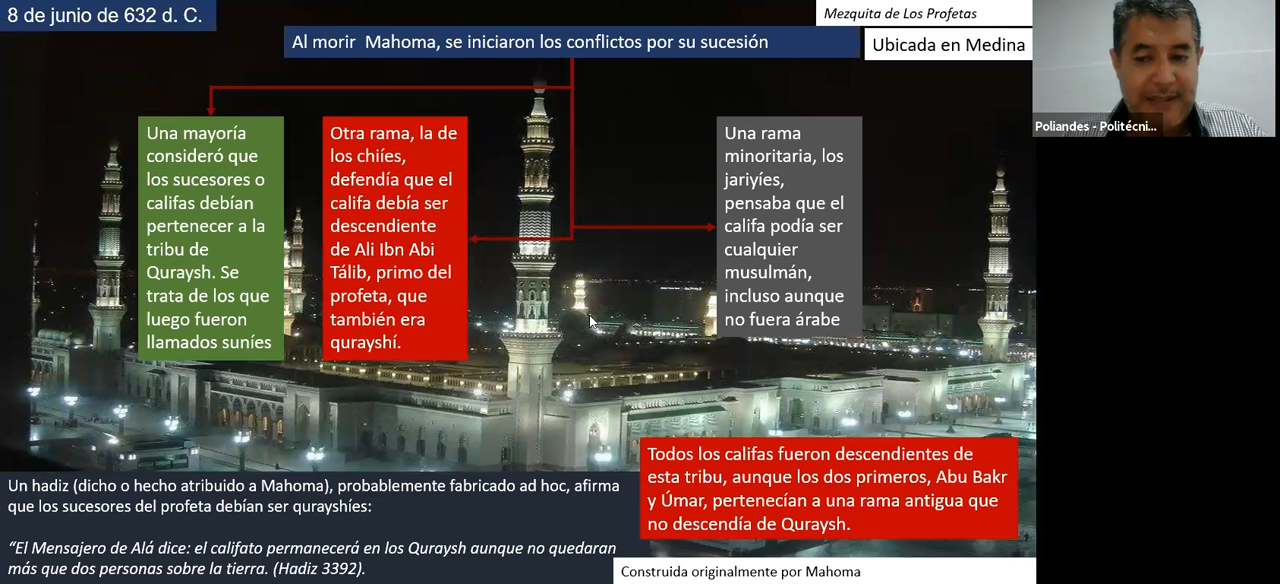 8 de junio de 632 d. C.
Mezquita de Los Profetas
Al morir Mahoma, se iniciaron los conflictos por su sucesión
Ubicada en Medina
Poliandes - Politécni...
Una mayoría
consideró que
los sucesores o
califas debían
pertenecer a la
tribu de
Quraysh. Se
trata de los que
luego fueron
llamados suníes
Otra rama, la de
los chiíes,
defendía que el
califa debía ser
descendiente
de Ali Ibn Abi
Tálib, primo del
profeta, que
también era
qurayshí.
Una rama
minoritaria, los
jariyíes,
pensaba que el
califa podía ser
cualquier
musulmán,
incluso aunque
no fuera árabe
Todos los califas fueron descendientes de
esta tribu, aunque los dos primeros, Abu Bakr
y Úmar, pertenecían a una rama antigua que
no descendía de Quraysh.
Un hadiz (dicho o hecho atribuido a Mahoma), probablemente fabricado ad hoc, afirma
que los sucesores del profeta debían ser qurayshíes:
“El Mensajero de Alá dice: el califato permanecerá en los Quraysh aunque no quedaran
más que dos personas sobre la tierra. (Hadiz 3392).
Construida originalmente por Mahoma